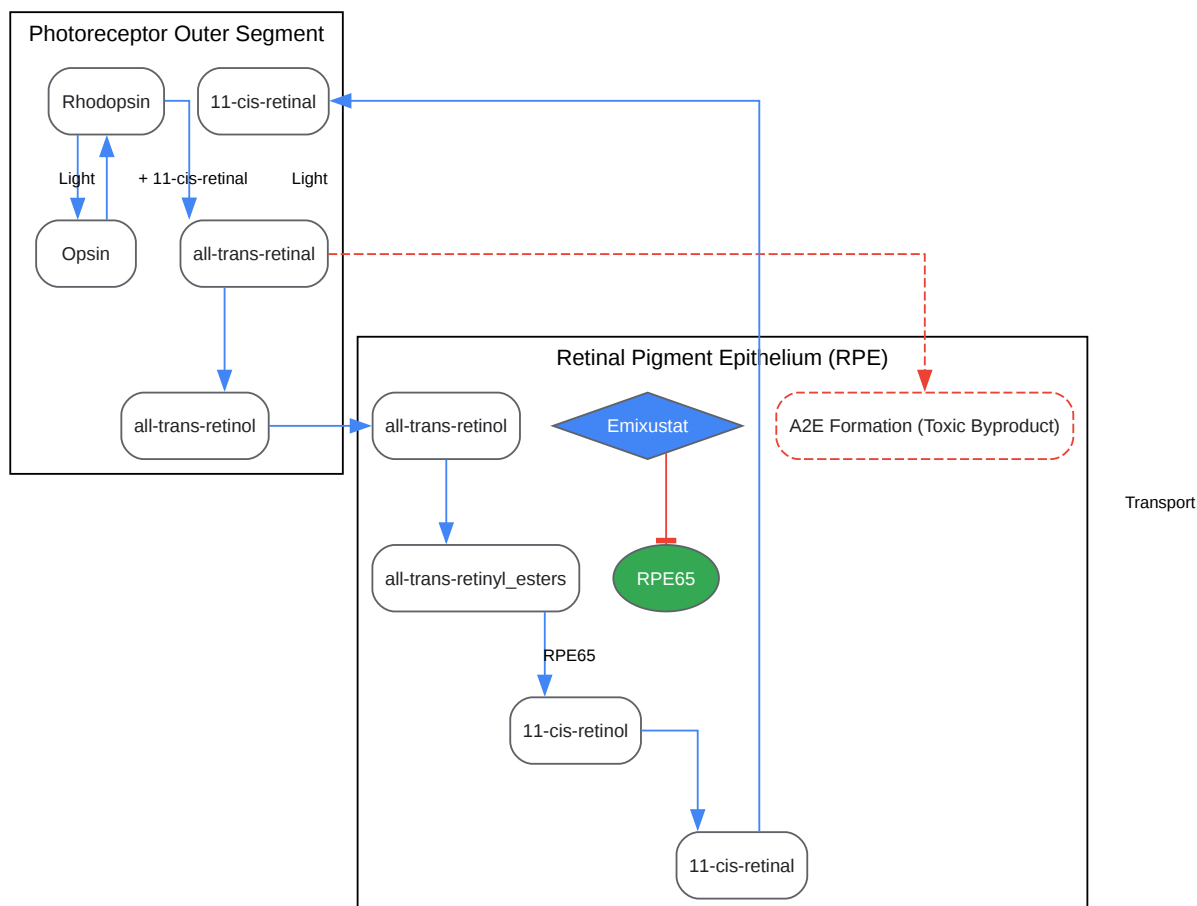 Photoreceptor Outer Segment
Rhodopsin
11-cis-retinal
Light
+ 11-cis-retinal
Light
Opsin
all-trans-retinal
Retinal Pigment Epithelium (RPE)
all-trans-retinol
all-trans-retinol
Emixustat
A2E Formation (Toxic Byproduct)
Transport
all-trans-retinyl_esters
RPE65
RPE65
11-cis-retinol
11-cis-retinal